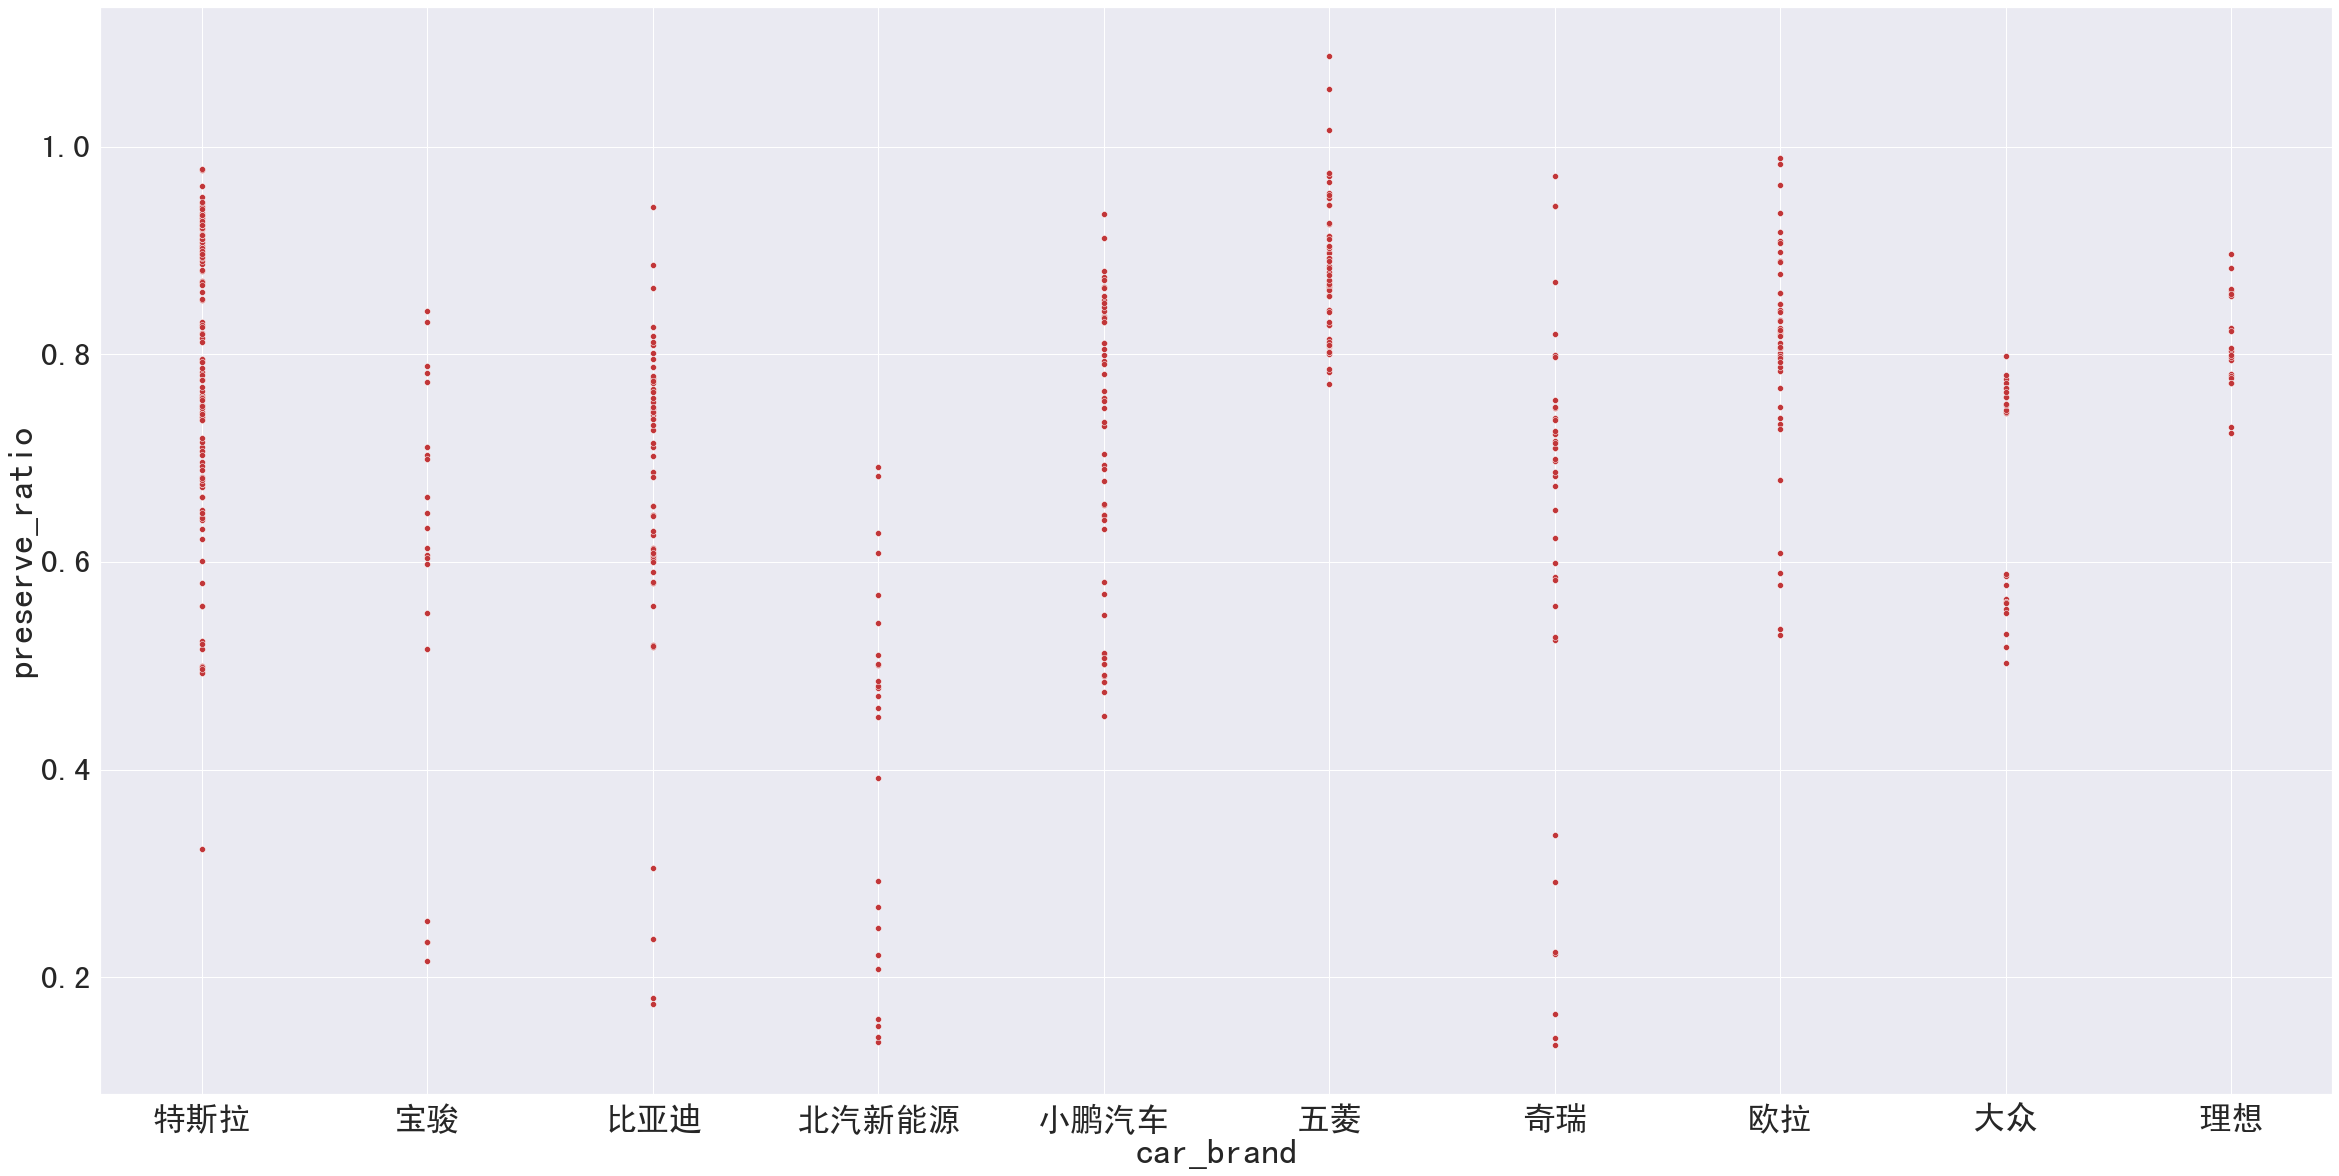 preserve_ratio
1.0
0.8
0.6
0.4
0.2
特斯拉 宝骏 比亚迪 北汽新能源 小鹏汽车 五菱 奇瑞 欧拉 大众 理想
car_brand